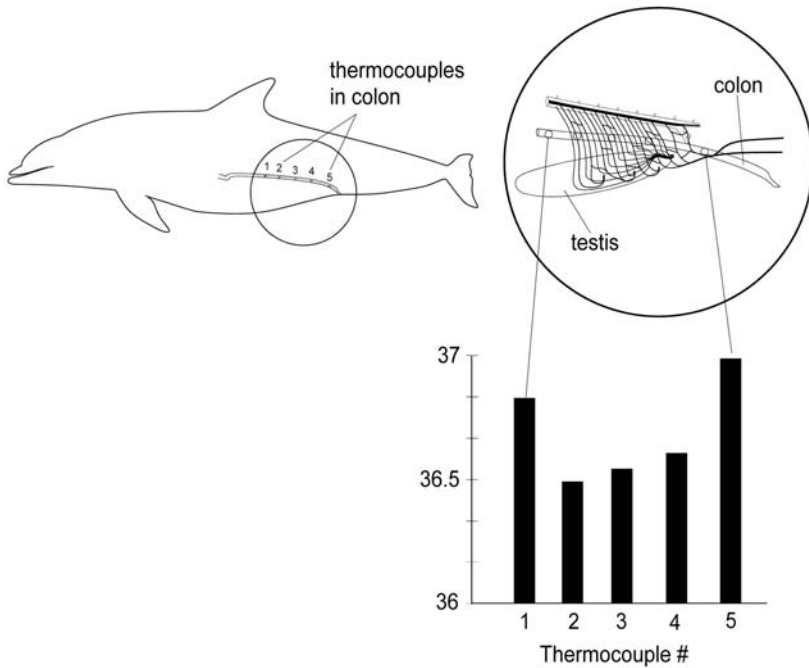 thermocouples
in colon
1 2 3 4 5
colon
testis
37
36.5
36
1 2 3 4 5
Thermocouple #